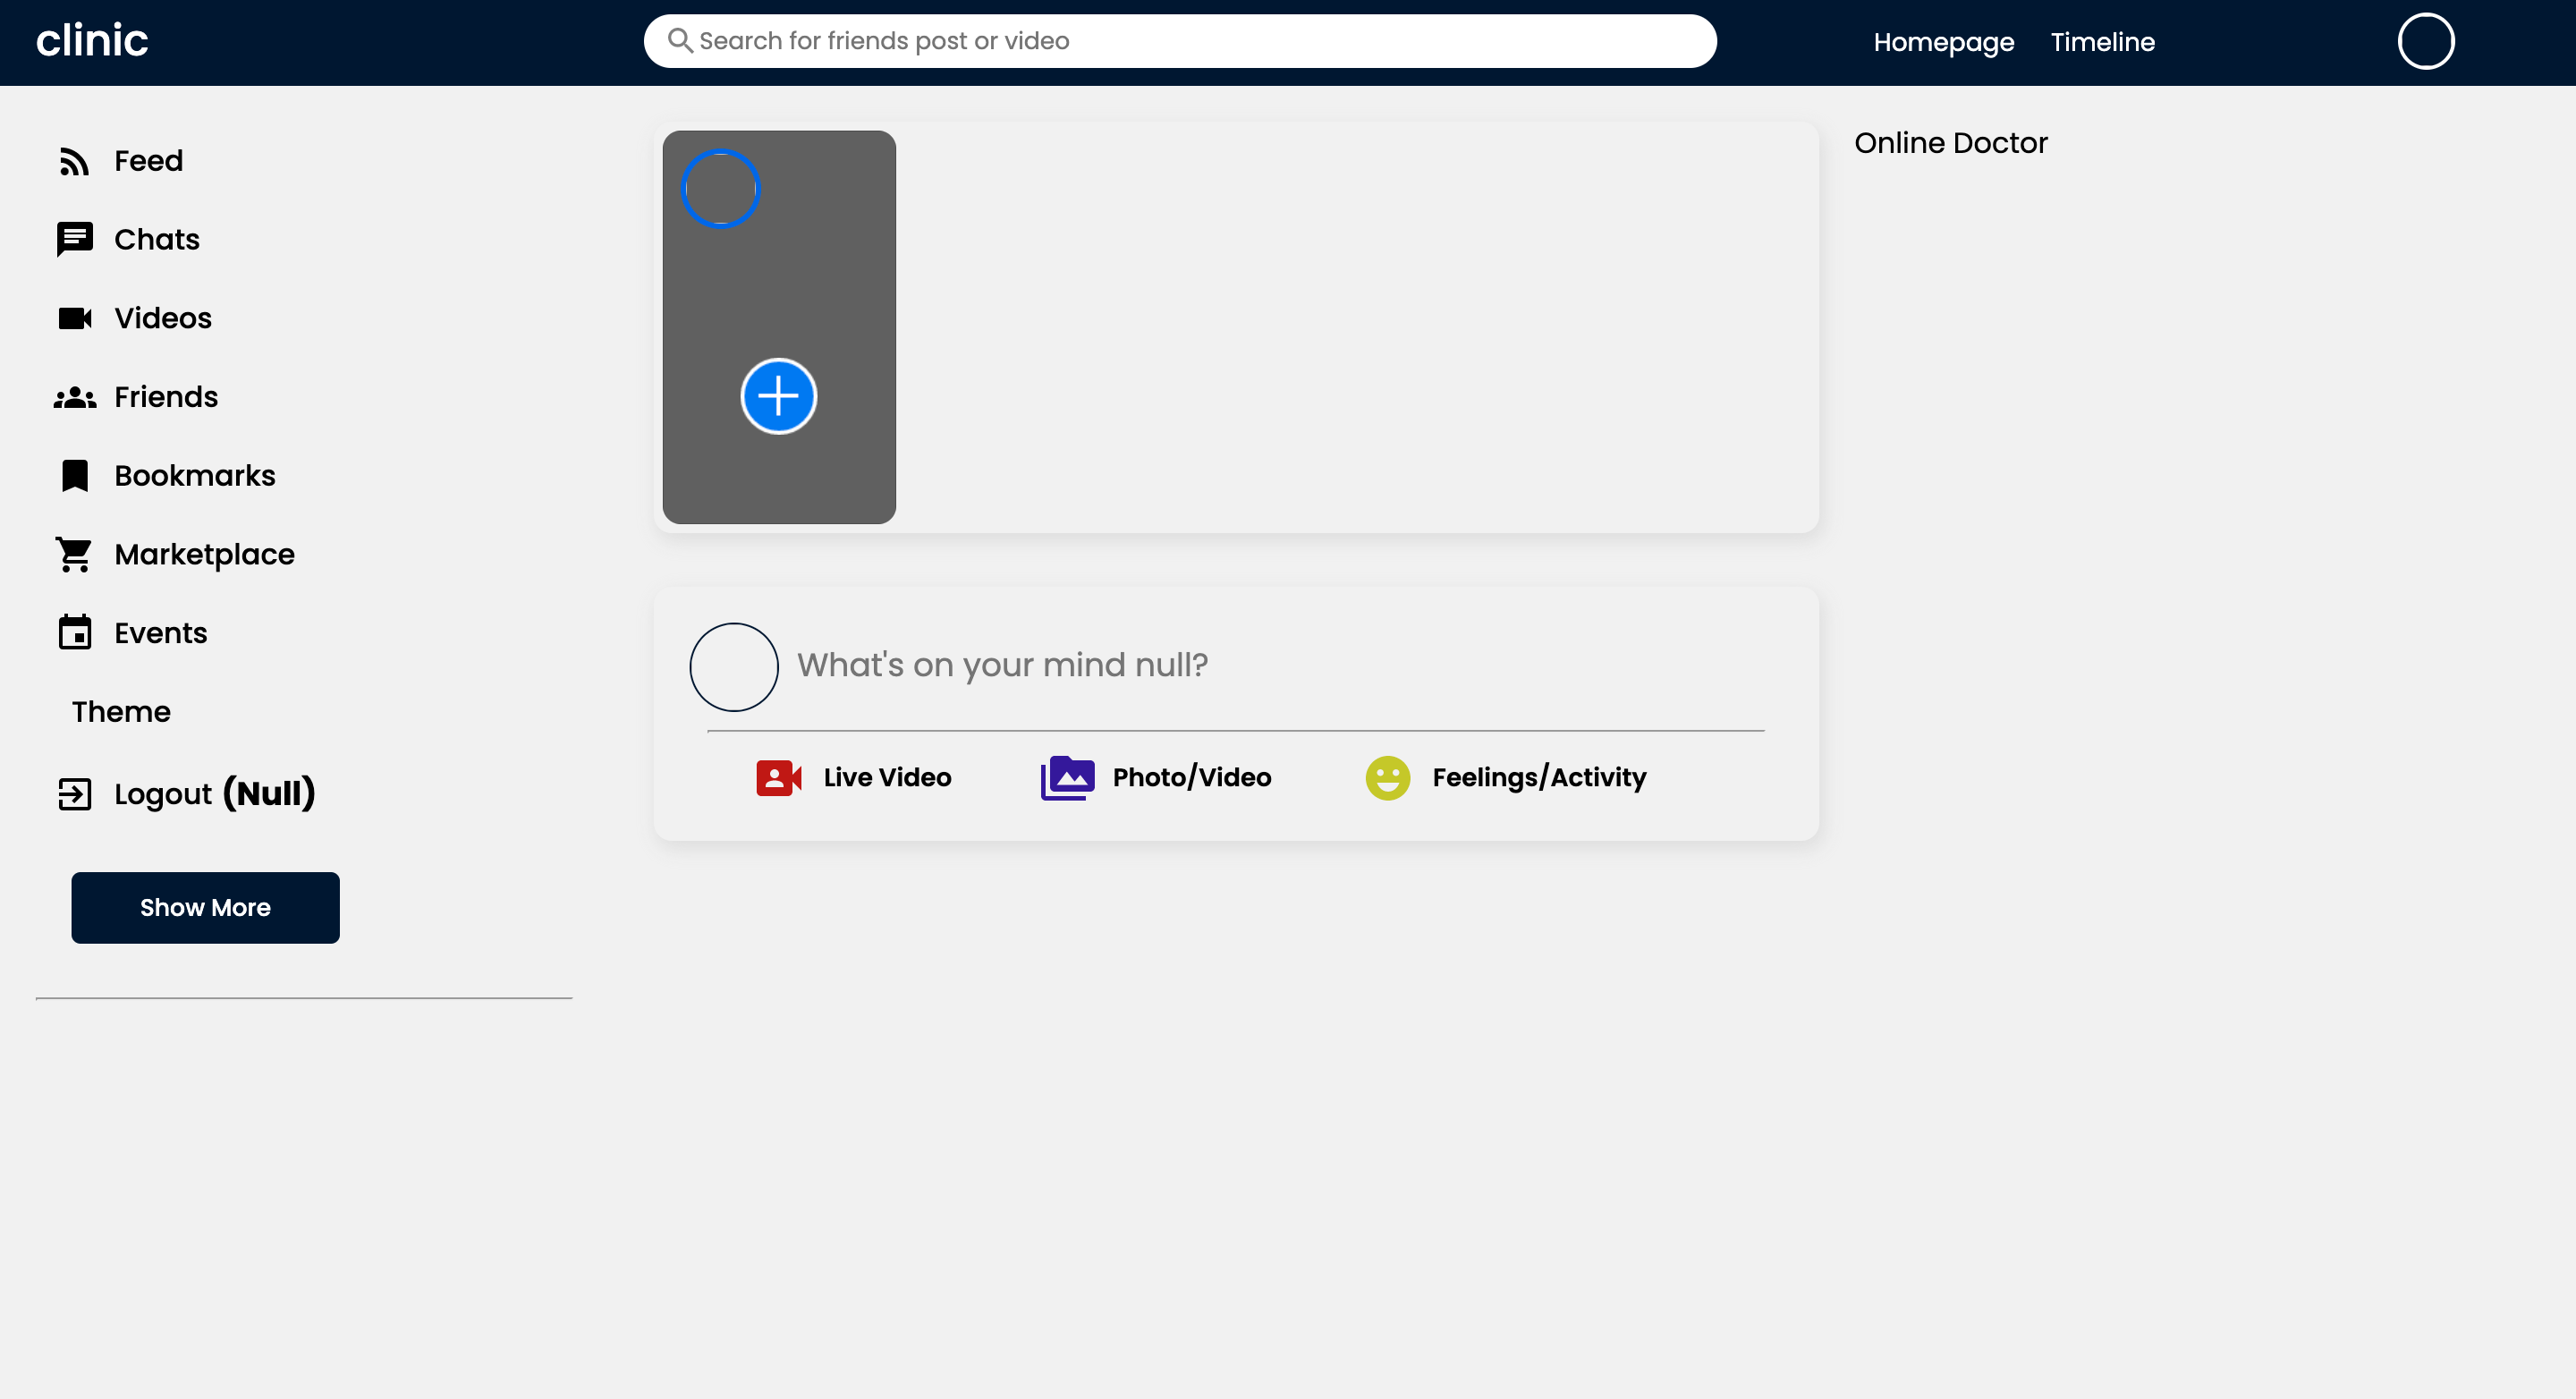 clinic
Search for friends post or video
Homepage
Timeline
Feed
Chats
Videos
Friends
Bookmarks
Marketplace
Events
Theme
Logout (Null)
Show More
What's on your mind null?
Live Video
Photo/Video
Feelings/Activity
Online Doctor